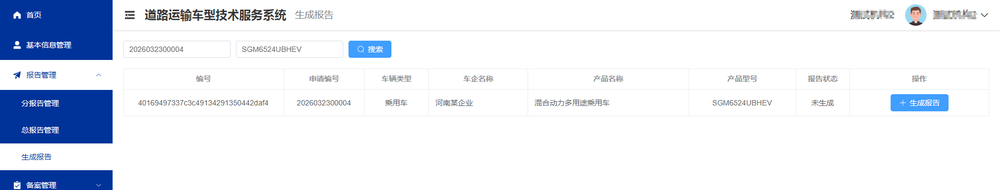 首页
基本信息管理
报告管理
分报告管理
总报告管理
生成报告
备案管理
道路运输车型技术服务系统 生成报告
2026032300004 SGM6524UBHEV 搜索
编号 申请编号 车辆类型 车企名称 产品名称 产品型号 报告状态 操作
40169497337c3c49134291350442daf4 2026032300004 乘用车 河南某企业 混合动力多用途乘用车 SGM6524UBHEV 未生成 生成报告